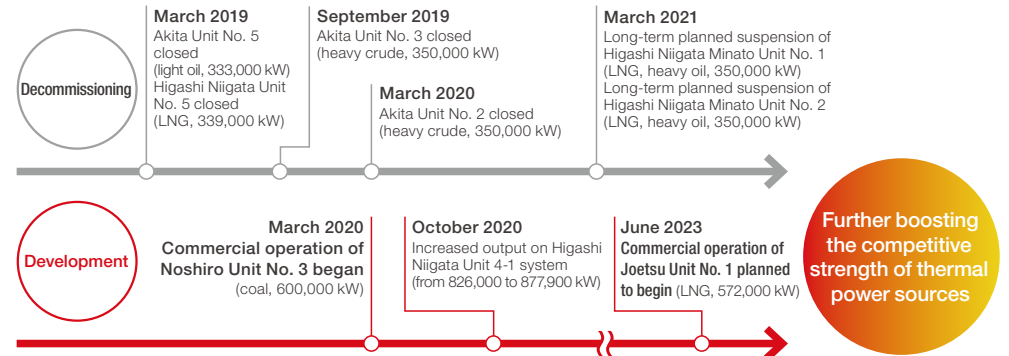 Decommissioning
March 2019
Akita Unit No. 5
closed
(light oil, 333,000 kW)
Higashi Niigata Unit
No. 5 closed
(LNG, 339,000 kW)
September 2019
Akita Unit No. 3 closed
(heavy crude, 350,000 kW)
March 2020
Akita Unit No. 2 closed
(heavy crude, 350,000 kW)
March 2021
Long-term planned suspension of
Higashi Niigata Minato Unit No. 1
(LNG, heavy oil, 350,000 kW)
Long-term planned suspension of
Higashi Niigata Minato Unit No. 2
(LNG, heavy oil, 350,000 kW)
Development
March 2020
Commercial operation of
Noshiro Unit No. 3 began
(coal, 600,000 kW)
October 2020
Increased output on Higashi
Niigata Unit 4-1 system
(from 826,000 to 877,900 kW)
June 2023
Commercial operation of
Joetsu Unit No. 1 planned
to begin (LNG, 572,000 kW)
Further boosting
the competitive
strength of thermal
power sources